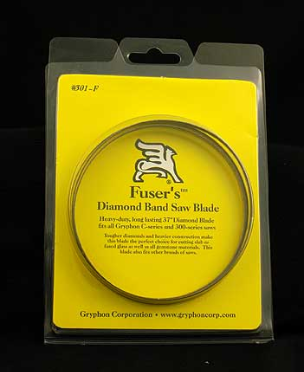 #301-F
Fuser's™
Diamond Band Saw Blade
Heavy-duty, long lasting 37" Diamond Blade
fits all Gryphon C-series and 300-series saws
Tougher diamonds and heavier construction make
this blade the perfect choice for cutting slab or
fused glass as well as all gemstone materials. This
blade also fits other brands of saws.
Gryphon Corporation • www.gryphoncorp.com